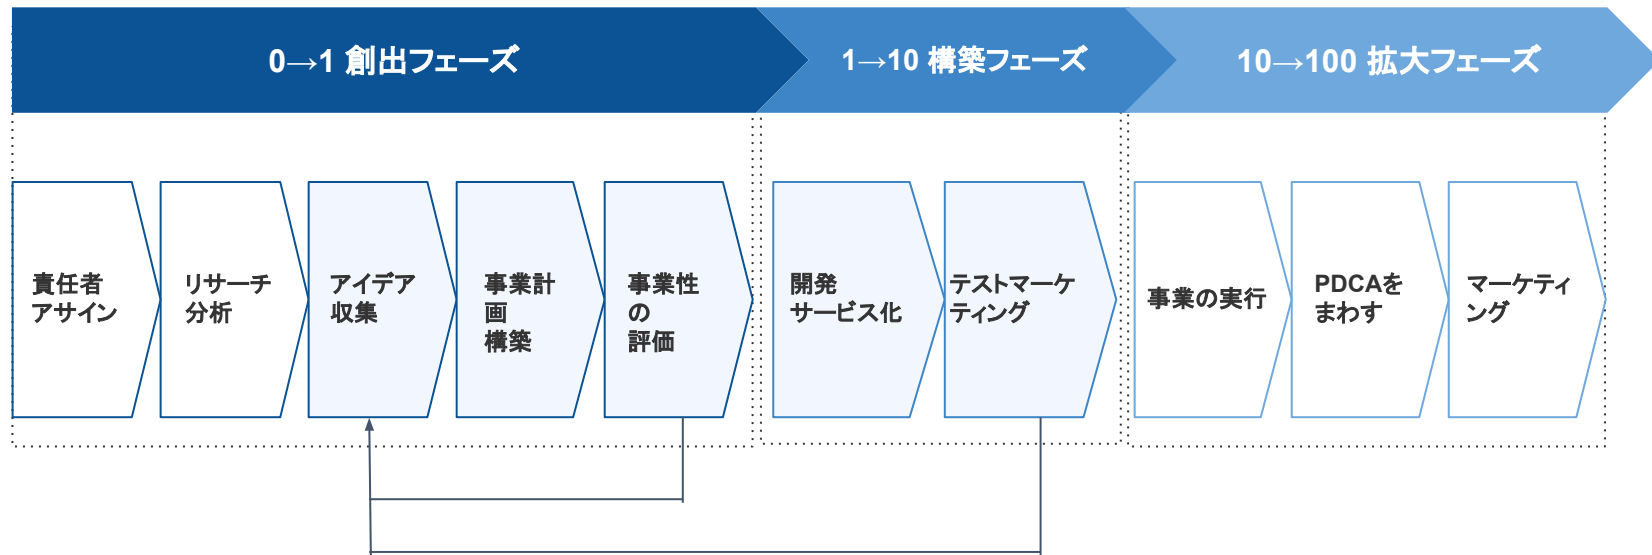 0→1 創出フェーズ
1→10 構築フェーズ
10→100 拡大フェーズ
責任者
アサイン
リサーチ
分析
アイデア
収集
事業計
画
構築
事業性
の
評価
開発
サービス化
テストマーケ
ティング
事業の実行
PDCAを
まわす
マーケティ
ング